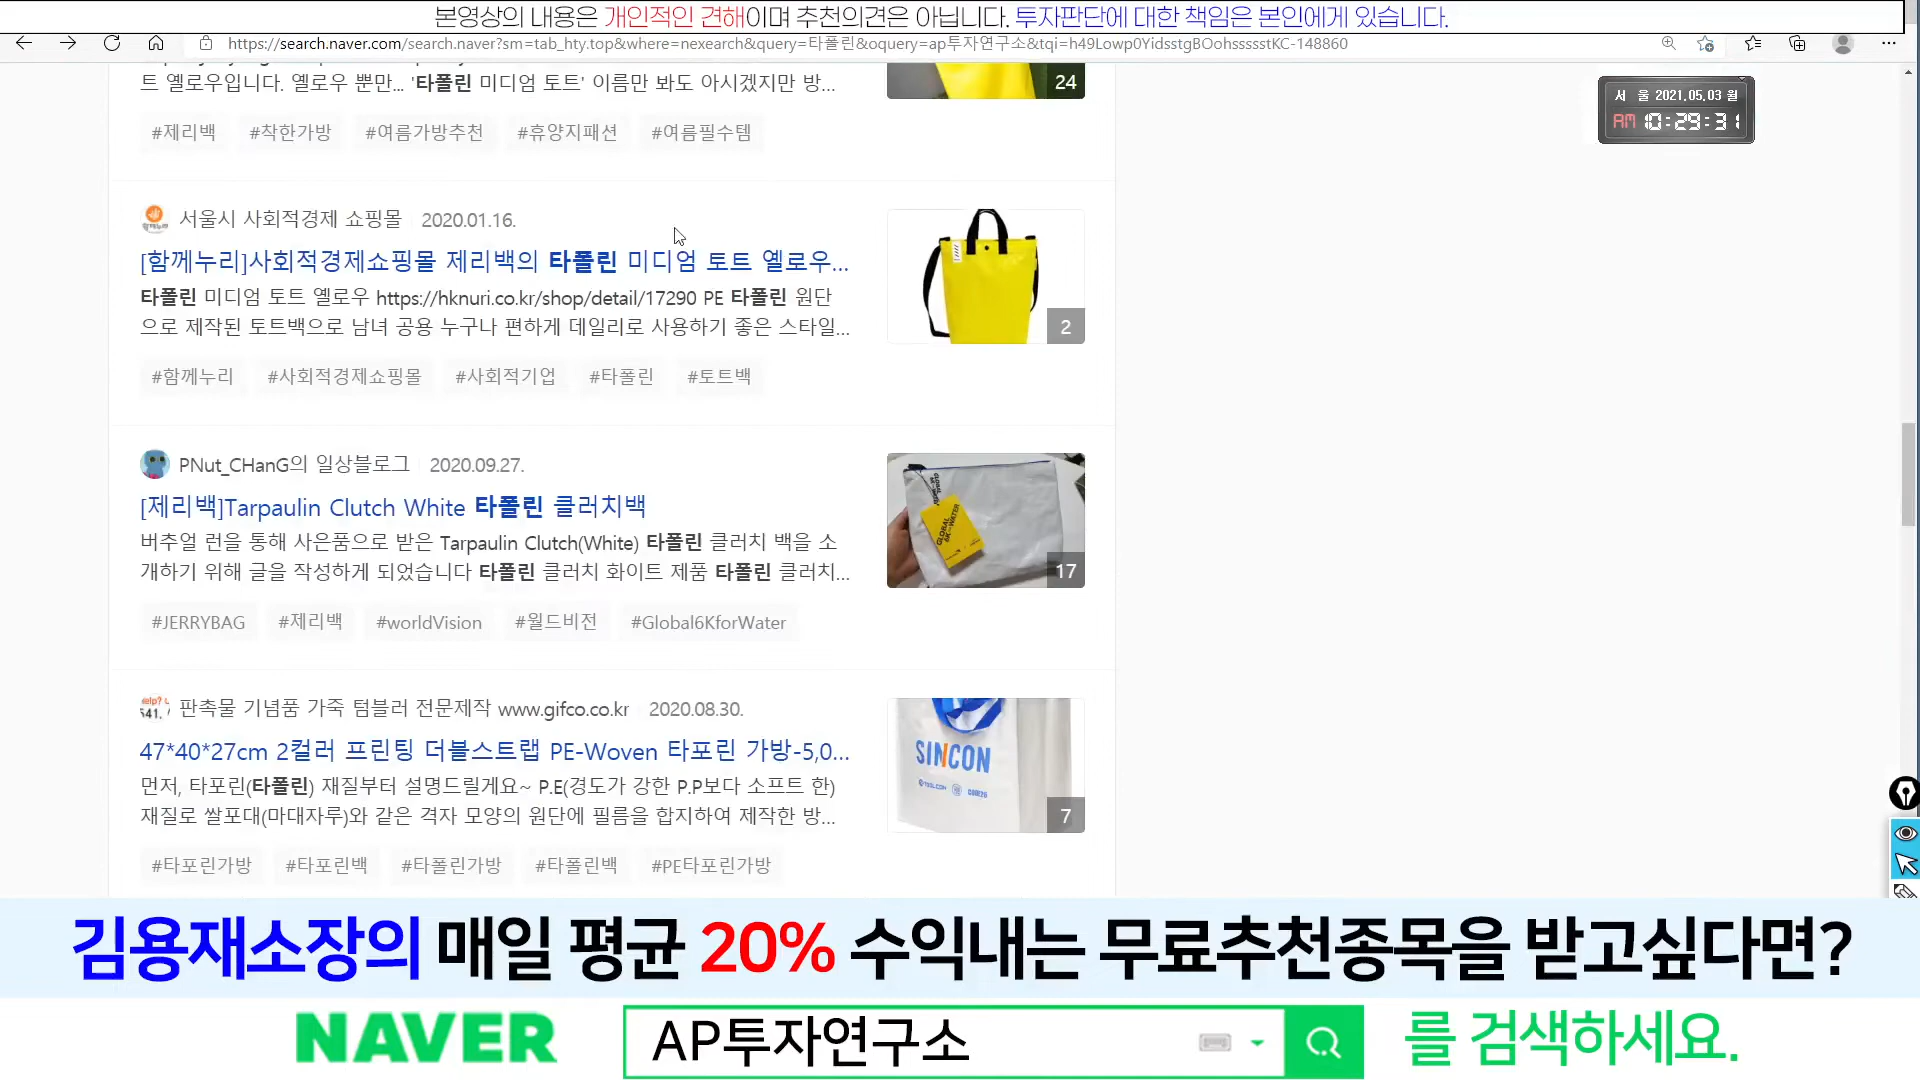 본영상의 내용은 개인적인 견해이며 추천의견은 아닙니다. 투자판단에 대한 책임은 본인에게 있습니다.
https://search.naver.com/search.naver?sm=tab_hty.top&where=nexearch&query=타폴린&oquery=ap투자연구소&tqi=h49Lowp0YidsstgBOohssssstKC-148860
서 울 2021.05.03 월
AM 10:29:31
트 옐로우입니다. 옐로우 뿐만... '타폴린 미디엄 토트' 이름만 봐도 아시겠지만 방...
24
#제리백 #착한가방 #여름가방추천 #휴양지패션 #여름필수템
서울시 사회적경제 쇼핑몰 2020.01.16.
[함께누리]사회적경제쇼핑몰 제리백의 타폴린 미디엄 토트 옐로우...
타폴린 미디엄 토트 옐로우 https://hknuri.co.kr/shop/detail/17290 PE 타폴린 원단
으로 제작된 토트백으로 남녀 공용 누구나 편하게 데일리로 사용하기 좋은 스타일...
2
#함께누리 #사회적경제쇼핑몰 #사회적기업 #타폴린 #토트백
PNut_CHanG의 일상블로그 2020.09.27.
[제리백]Tarpaulin Clutch White 타폴린 클러치백
버추얼 런을 통해 사은품으로 받은 Tarpaulin Clutch(White) 타폴린 클러치 백을 소
개하기 위해 글을 작성하게 되었습니다 타폴린 클러치 화이트 제품 타폴린 클러치...
GLOBAL
6K for WATER
17
#JERRYBAG #제리백 #worldVision #월드비전 #Global6KforWater
판촉물 기념품 가죽 텀블러 전문제작 www.gifco.co.kr 2020.08.30.
47*40*27cm 2컬러 프린팅 더블스트랩 PE-Woven 타포린 가방-5,0...
먼저, 타포린(타폴린) 재질부터 설명드릴게요~ P.E(경도가 강한 P.P보다 소프트 한)
재질로 쌀포대(마대자루)와 같은 격자 모양의 원단에 필름을 합지하여 제작한 방...
SINCON
7
#타포린가방 #타포린백 #타폴린가방 #타폴린백 #PE타포린가방
김용재소장의 매일 평균 20% 수익내는 무료추천종목을 받고싶다면?
NAVER AP투자연구소 를 검색하세요.